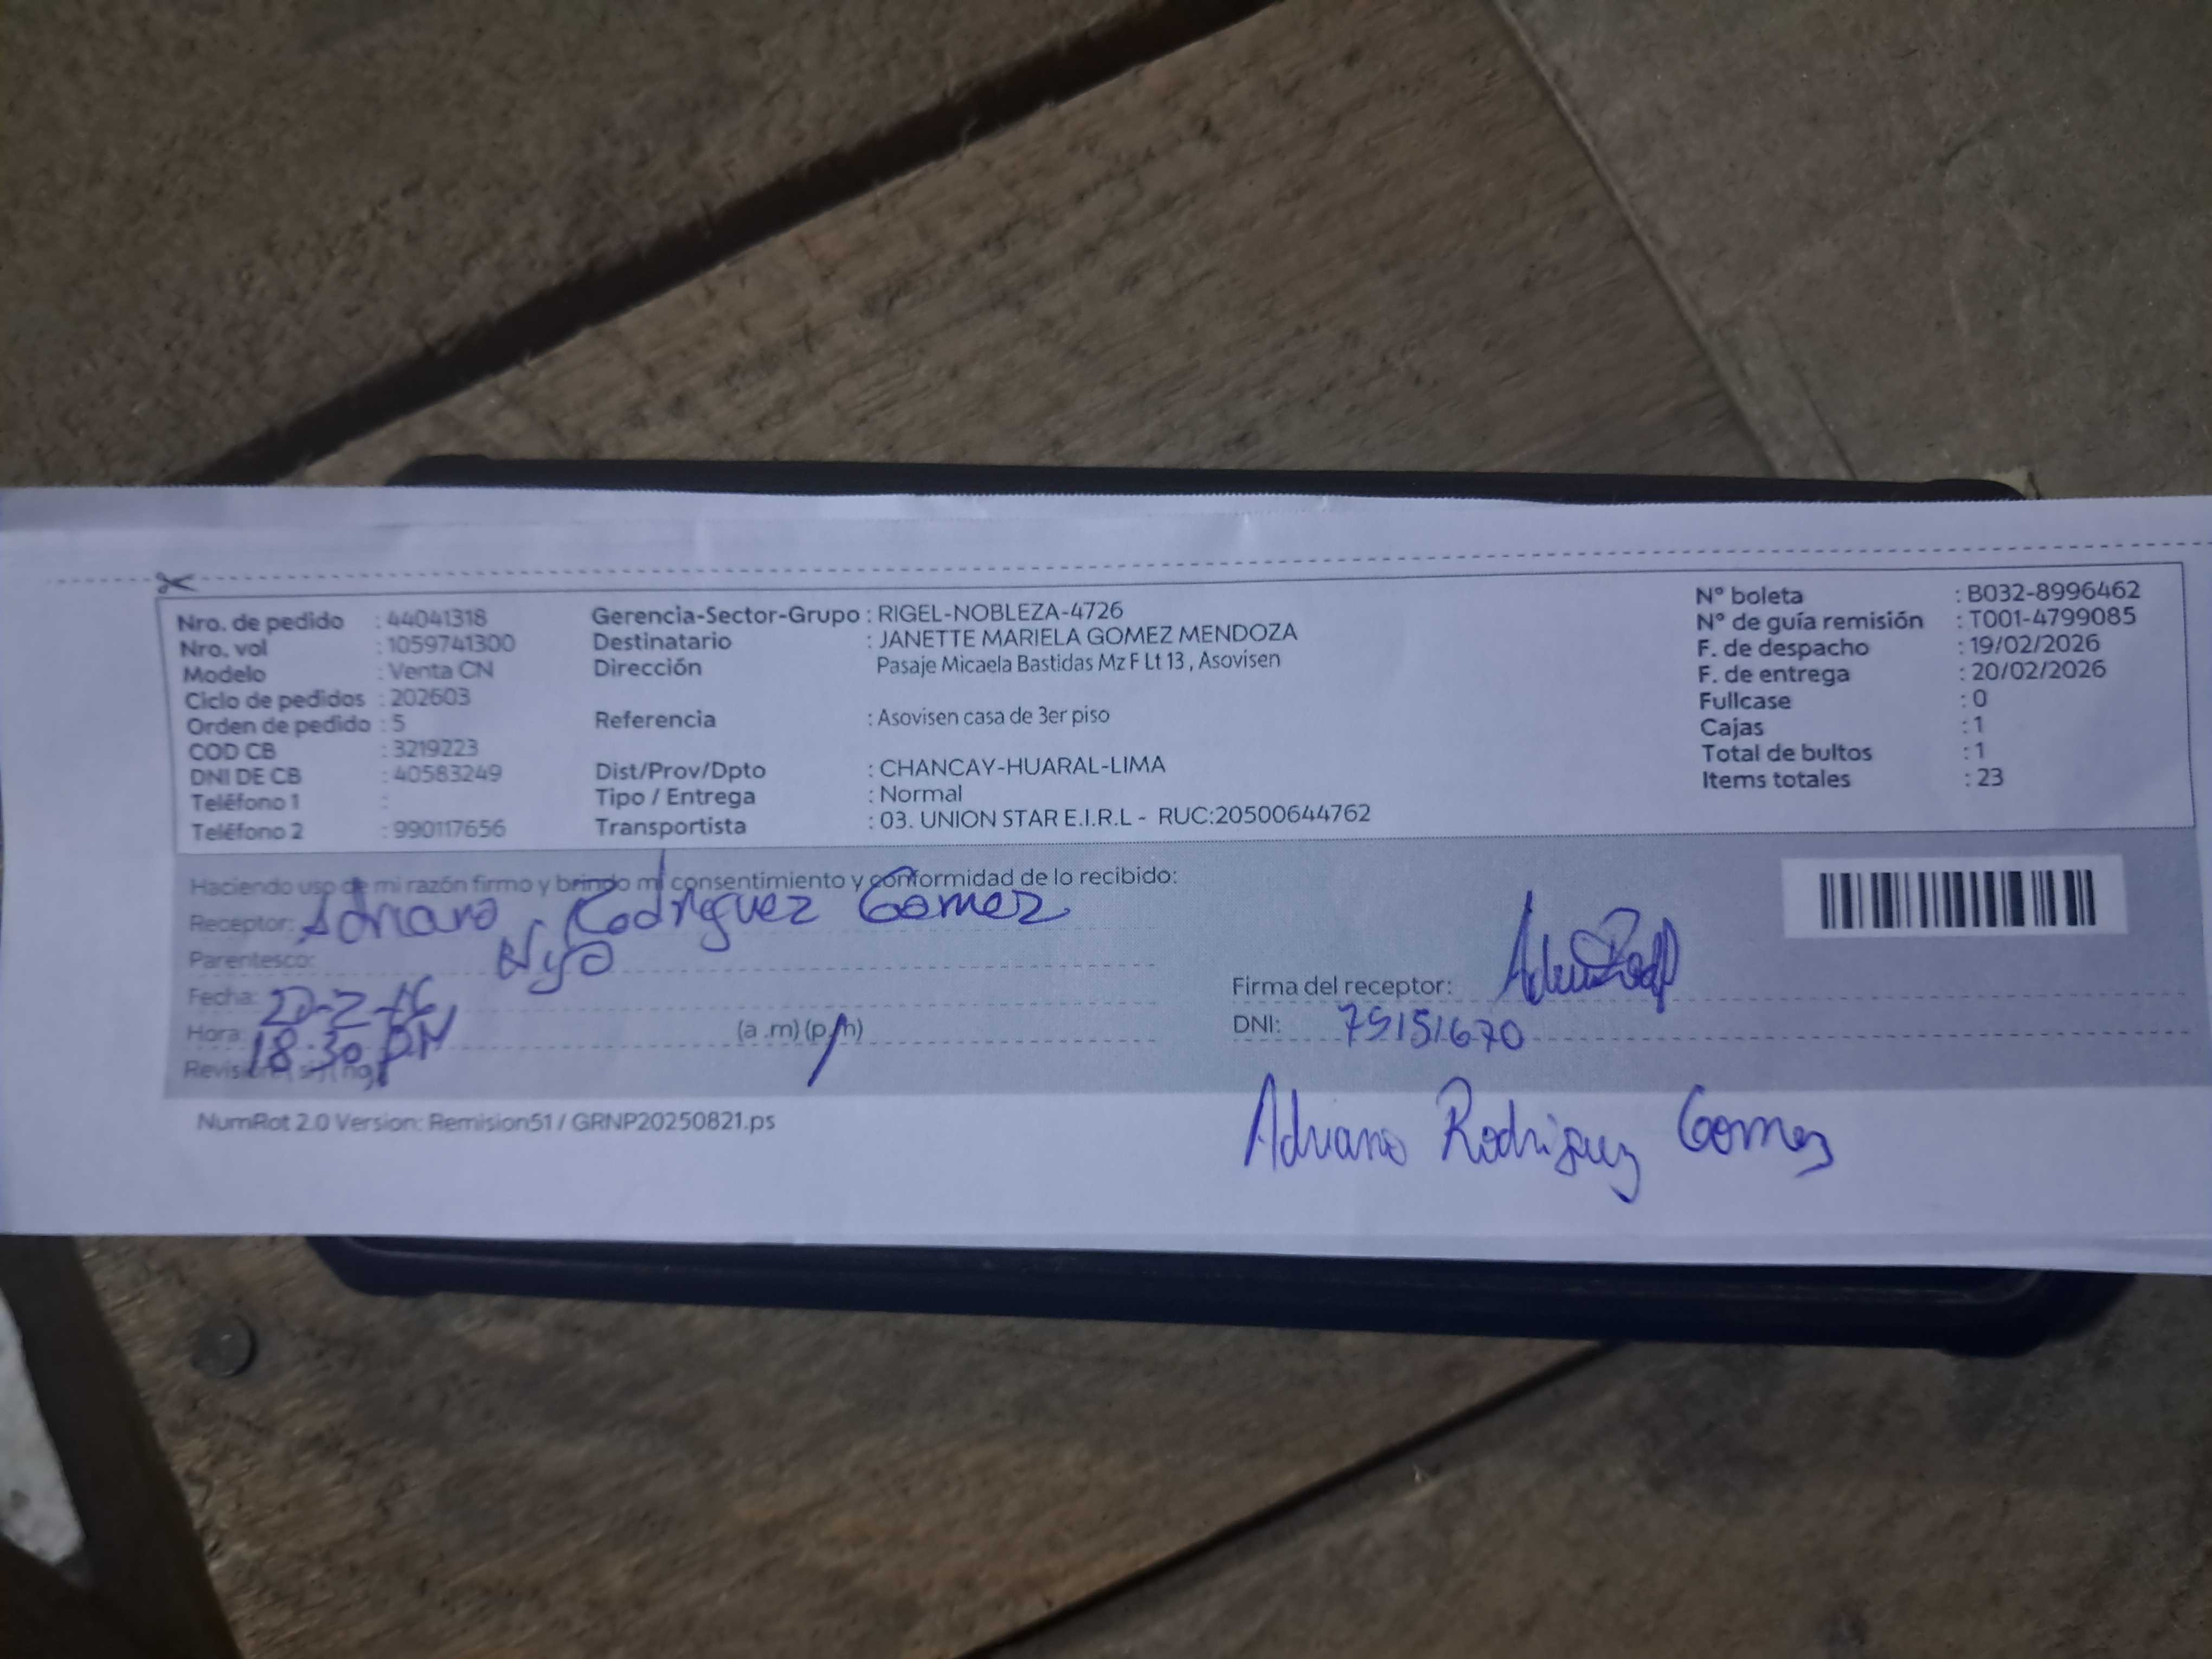 Nro. de pedido : 44041318
Nro. vol : 1059741300
Modelo : Venta CN
Ciclo de pedidos : 202603
Orden de pedido : 5
COD CB : 3219223
DNI DE CB : 40583249
Teléfono 1 :
Teléfono 2 : 990117656
Gerencia-Sector-Grupo : RIGEL-NOBLEZA-4726
Destinatario : JANETTE MARIELA GOMEZ MENDOZA
Dirección Pasaje Micaela Bastidas Mz F Lt 13 , Asovisen
Referencia : Asovisen casa de 3er piso
Dist/Prov/Dpto : CHANCAY-HUARAL-LIMA
Tipo / Entrega : Normal
Transportista : 03. UNION STAR E.I.R.L - RUC:20500644762
N° boleta : B032-8996462
N° de guía remisión : T001-4799085
F. de despacho : 19/02/2026
F. de entrega : 20/02/2026
Fullcase : 0
Cajas : 1
Total de bultos : 1
Items totales : 23
Haciendo uso de mi razón firmo y brindo mi consentimiento y conformidad de lo recibido:
Receptor: Adriano Rodriguez Gomez
Parentesco: Hijo
Fecha: 20-2-26
Hora: 18:30 PM (a .m) (p.m)
Revisión ( si ) ( no )
Firma del receptor:
DNI: 75151670
Adriano Rodriguez Gomez
NumRot 2.0 Version: Remision51 / GRNP20250821.ps